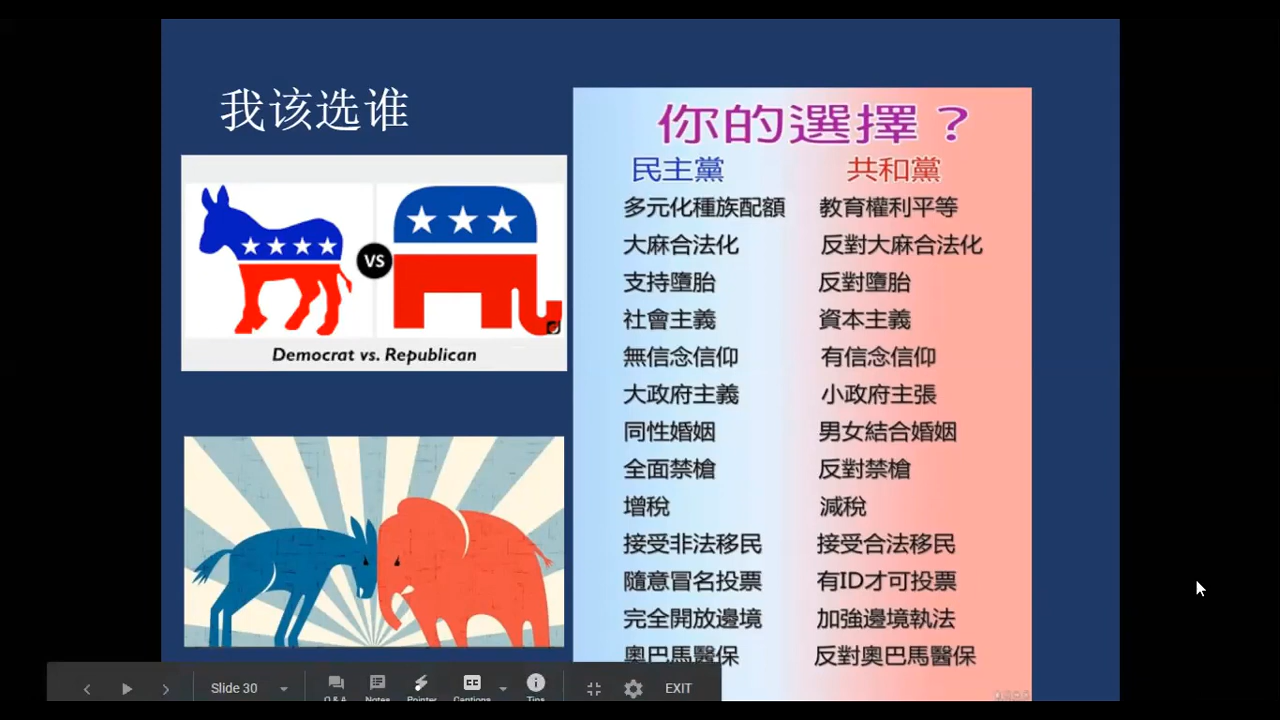 我该选谁
VS
Democrat vs. Republican
你的選擇？
民主黨 共和黨
多元化種族配額 教育權利平等
大麻合法化 反對大麻合法化
支持墮胎 反對墮胎
社會主義 資本主義
無信念信仰 有信念信仰
大政府主義 小政府主張
同性婚姻 男女結合婚姻
全面禁槍 反對禁槍
增稅 減稅
接受非法移民 接受合法移民
隨意冒名投票 有ID才可投票
完全開放邊境 加強邊境執法
奧巴馬醫保 反對奧巴馬醫保
Slide 30
Q & A Notes Pointer Captions Tips
CC
EXIT